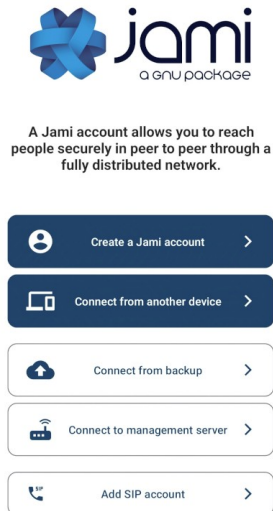 jami
a GNU package
A Jami account allows you to reach
people securely in peer to peer through a
fully distributed network.
Create a Jami account
Connect from another device
Connect from backup
Connect to management server
SIP
Add SIP account